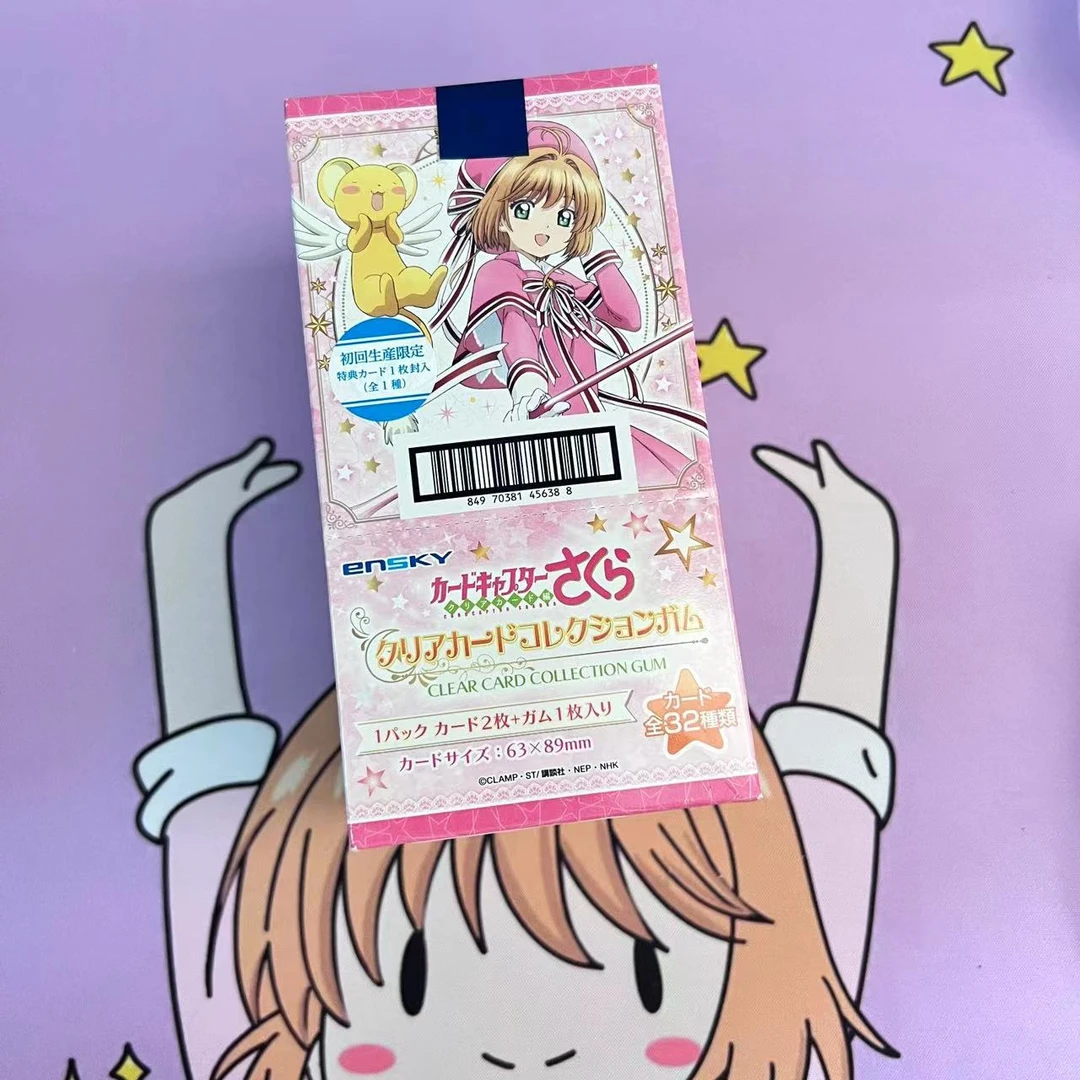 初回生産限定
特典カード1枚封入
(全1種)
849 70381 45638 8
ensky
カードキャプター さくら
クリアカード編
クリアカードコレクションガム
CLEAR CARD COLLECTION GUM
1パック カード2枚+ガム1枚入り
カード
全32種類
カードサイズ:63×89mm
©CLAMP・ST/講談社・NEP・NHK